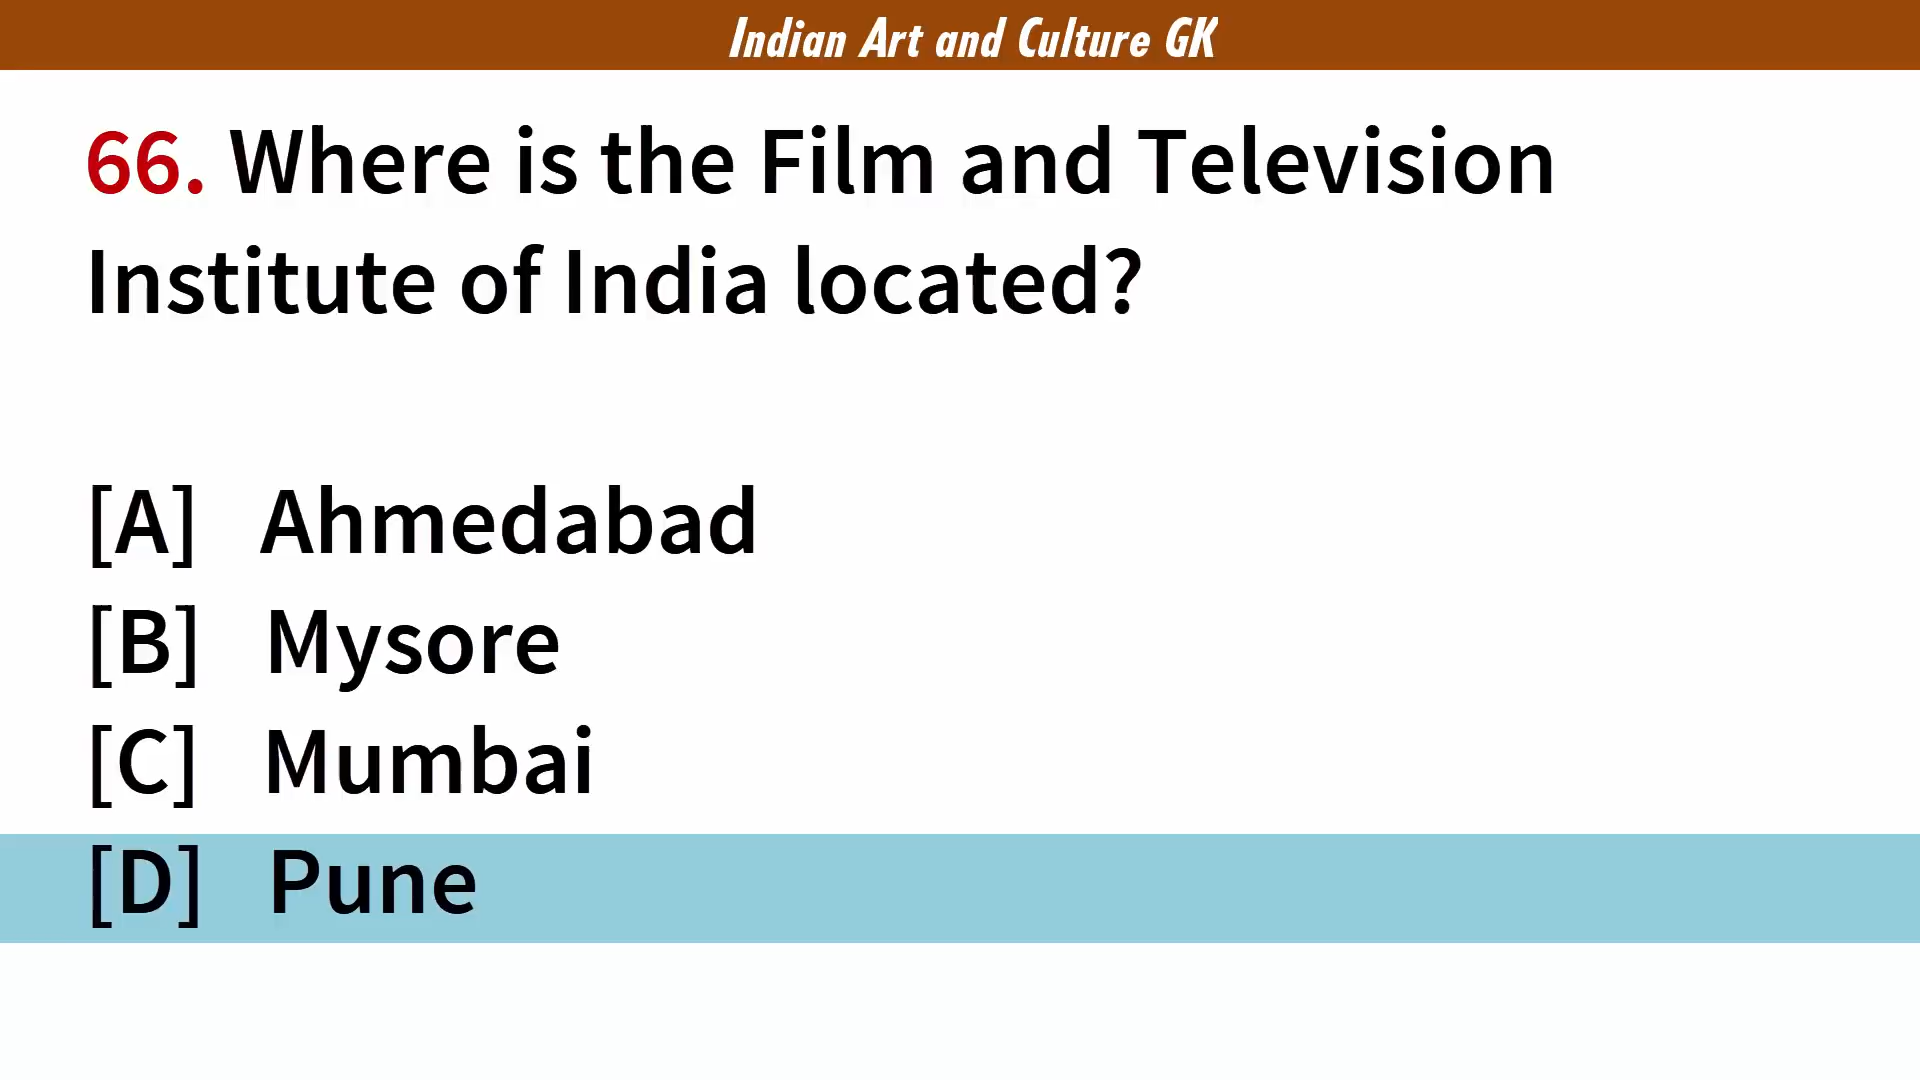 Indian Art and Culture GK
66. Where is the Film and Television
Institute of India located?
[A] Ahmedabad
[B] Mysore
[C] Mumbai
[D] Pune